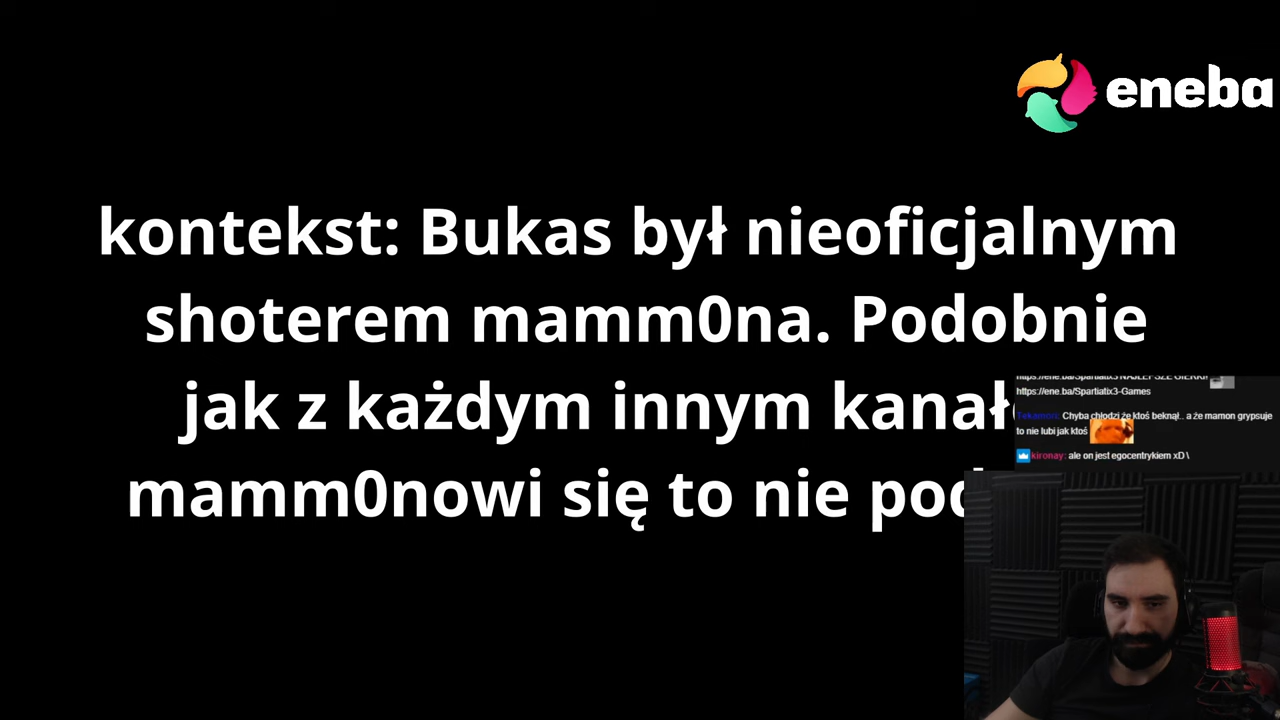 eneba
kontekst: Bukas był nieoficjalnym
shoterem mamm0na. Podobnie
jak z każdym innym kanał
mamm0nowi się to nie pod
https://ene.ba/Spartiatix3-Games
Tekamon: Chyba chłodzi że ktoś beknął.. a że mamon grypsuje
to nie lubi jak ktoś
kironay: ale on jest egocentrykiem xD \